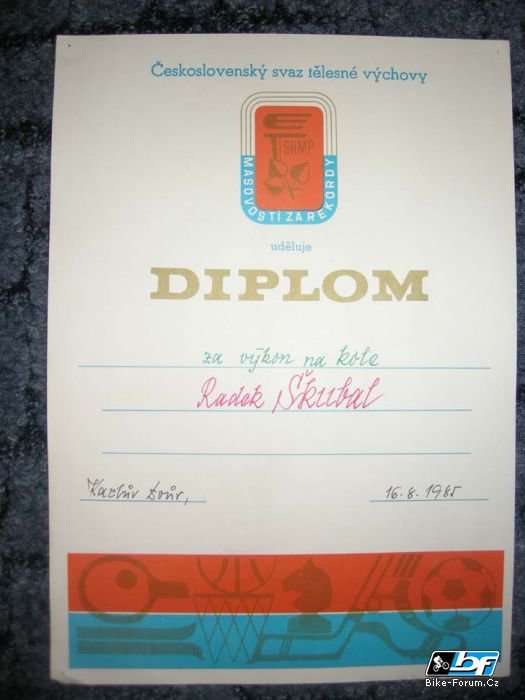 Československý svaz tělesné výchovy
SHMP
MASOVOSTÍ ZA REKORDY
uděluje
DIPLOM
za výkon na kole
Radek Škubal
Karlův Dvůr, 16.8.1985
bf
Bike-Forum.Cz